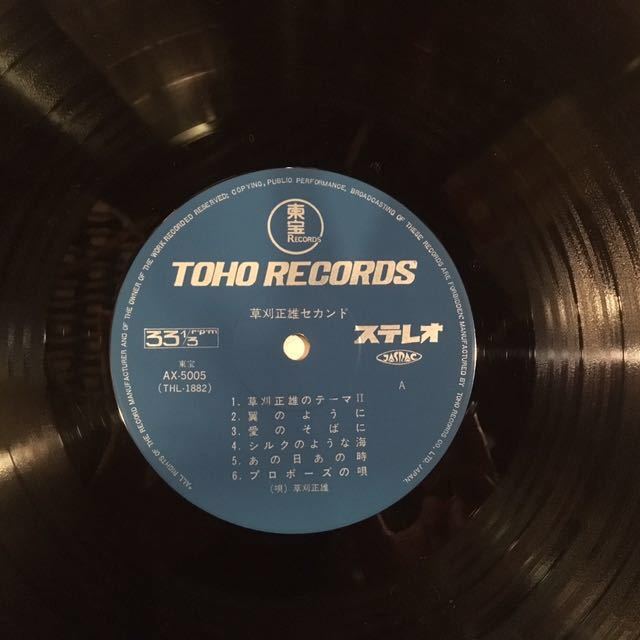 "ALL RIGHTS OF THE RECORD MANUFACTURER AND OF THE OWNER OF THE WORK RECORDED RESERVED; COPYING, PUBLIC PERFORMANCE, BROADCASTING OF THESE RECORDS ARE FORBIDDEN" MANUFACTURED BY TOHO RECORDS CO. LTD. JAPAN.
東宝
RECORDS
TOHO RECORDS
草刈正雄セカンド
33 1/3 rpm
ステレオ
東宝
JASRAC
AX-5005
A
(THL-1882)
1. 草刈正雄のテーマⅡ
2. 翼のように
3. 愛のそばに
4. シルクのような海
5. あの日あの時
6. プロポーズの唄
(唄) 草刈正雄